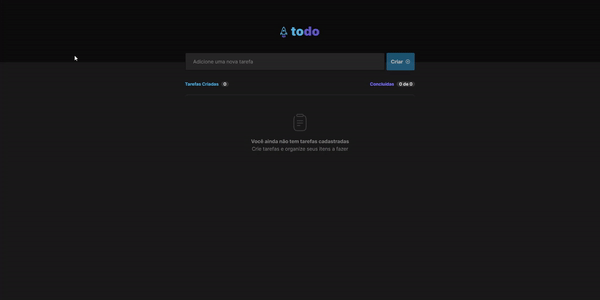 todo
Adicione uma nova tarefa
Criar
Tarefas Criadas 0
Concluídas 0 de 0
Você ainda não tem tarefas cadastradas
Crie tarefas e organize seus itens a fazer